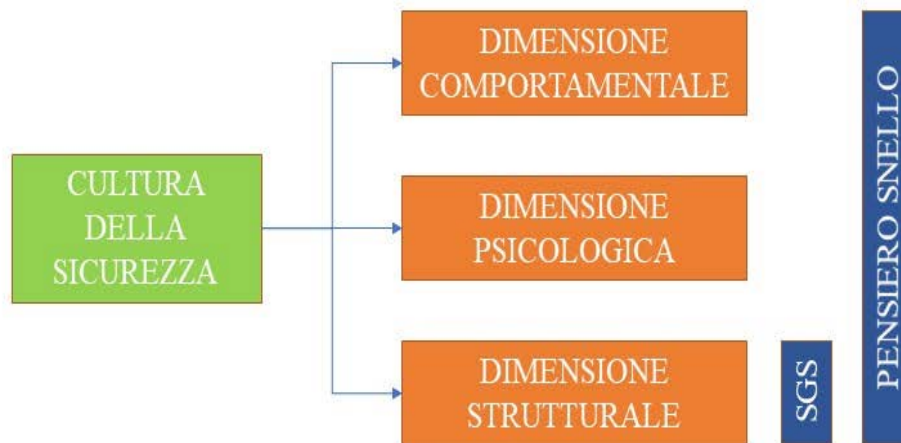 CULTURA
DELLA
SICUREZZA
DIMENSIONE
COMPORTAMENTALE
DIMENSIONE
PSICOLOGICA
DIMENSIONE
STRUTTURALE
SGS
PENSIERO SNELLO